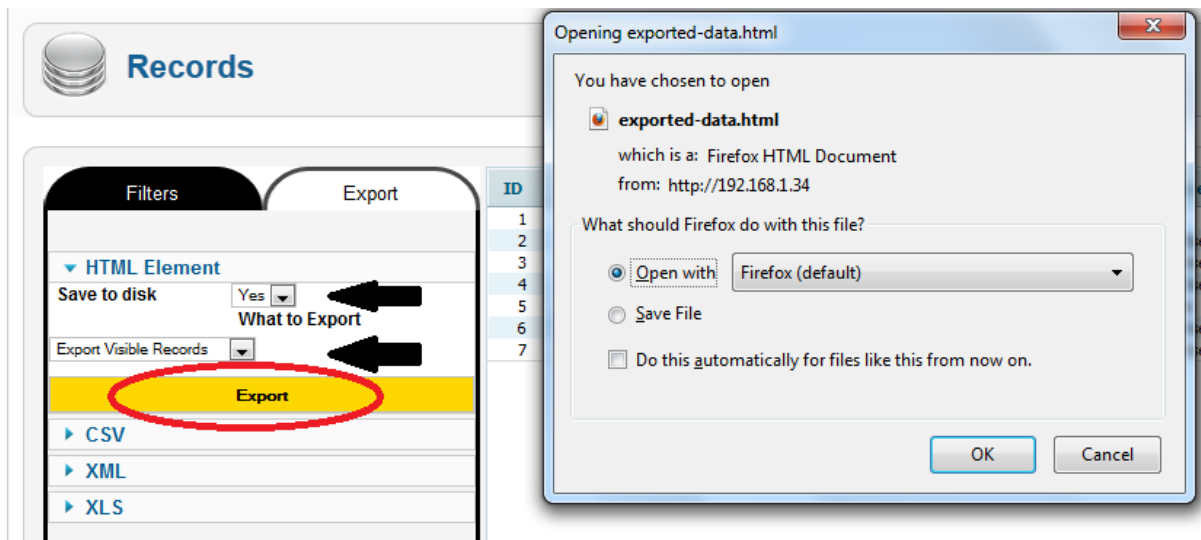 Records
Filters
Export
HTML Element
Save to disk Yes
What to Export
Export Visible Records
Export
CSV
XML
XLS
ID
1
2
3
4
5
6
7
Opening exported-data.html
You have chosen to open
exported-data.html
which is a: Firefox HTML Document
from: http://192.168.1.34
What should Firefox do with this file?
Open with Firefox (default)
Save File
Do this automatically for files like this from now on.
OK Cancel